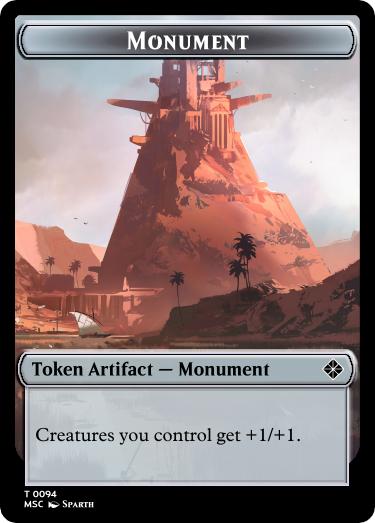 Monument
Token Artifact — Monument
Creatures you control get +1/+1.
T 0094
MSC Sparth